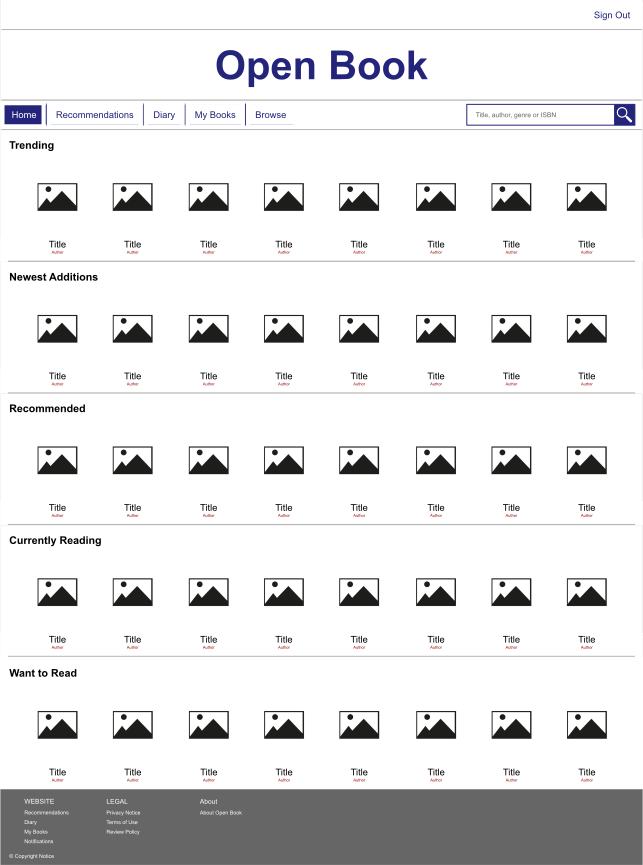 Sign Out
Open Book
Home Recommendations Diary My Books Browse Title, author, genre or ISBN
Trending
Title Title Title Title Title Title Title Title
Author Author Author Author Author Author Author Author
Newest Additions
Title Title Title Title Title Title Title Title
Author Author Author Author Author Author Author Author
Recommended
Title Title Title Title Title Title Title Title
Author Author Author Author Author Author Author Author
Currently Reading
Title Title Title Title Title Title Title Title
Author Author Author Author Author Author Author Author
Want to Read
Title Title Title Title Title Title Title Title
Author Author Author Author Author Author Author Author
WEBSITE LEGAL About
Recommendations Privacy Notice About Open Book
Diary Terms of Use
My Books Review Policy
Notifications
© Copyright Notice